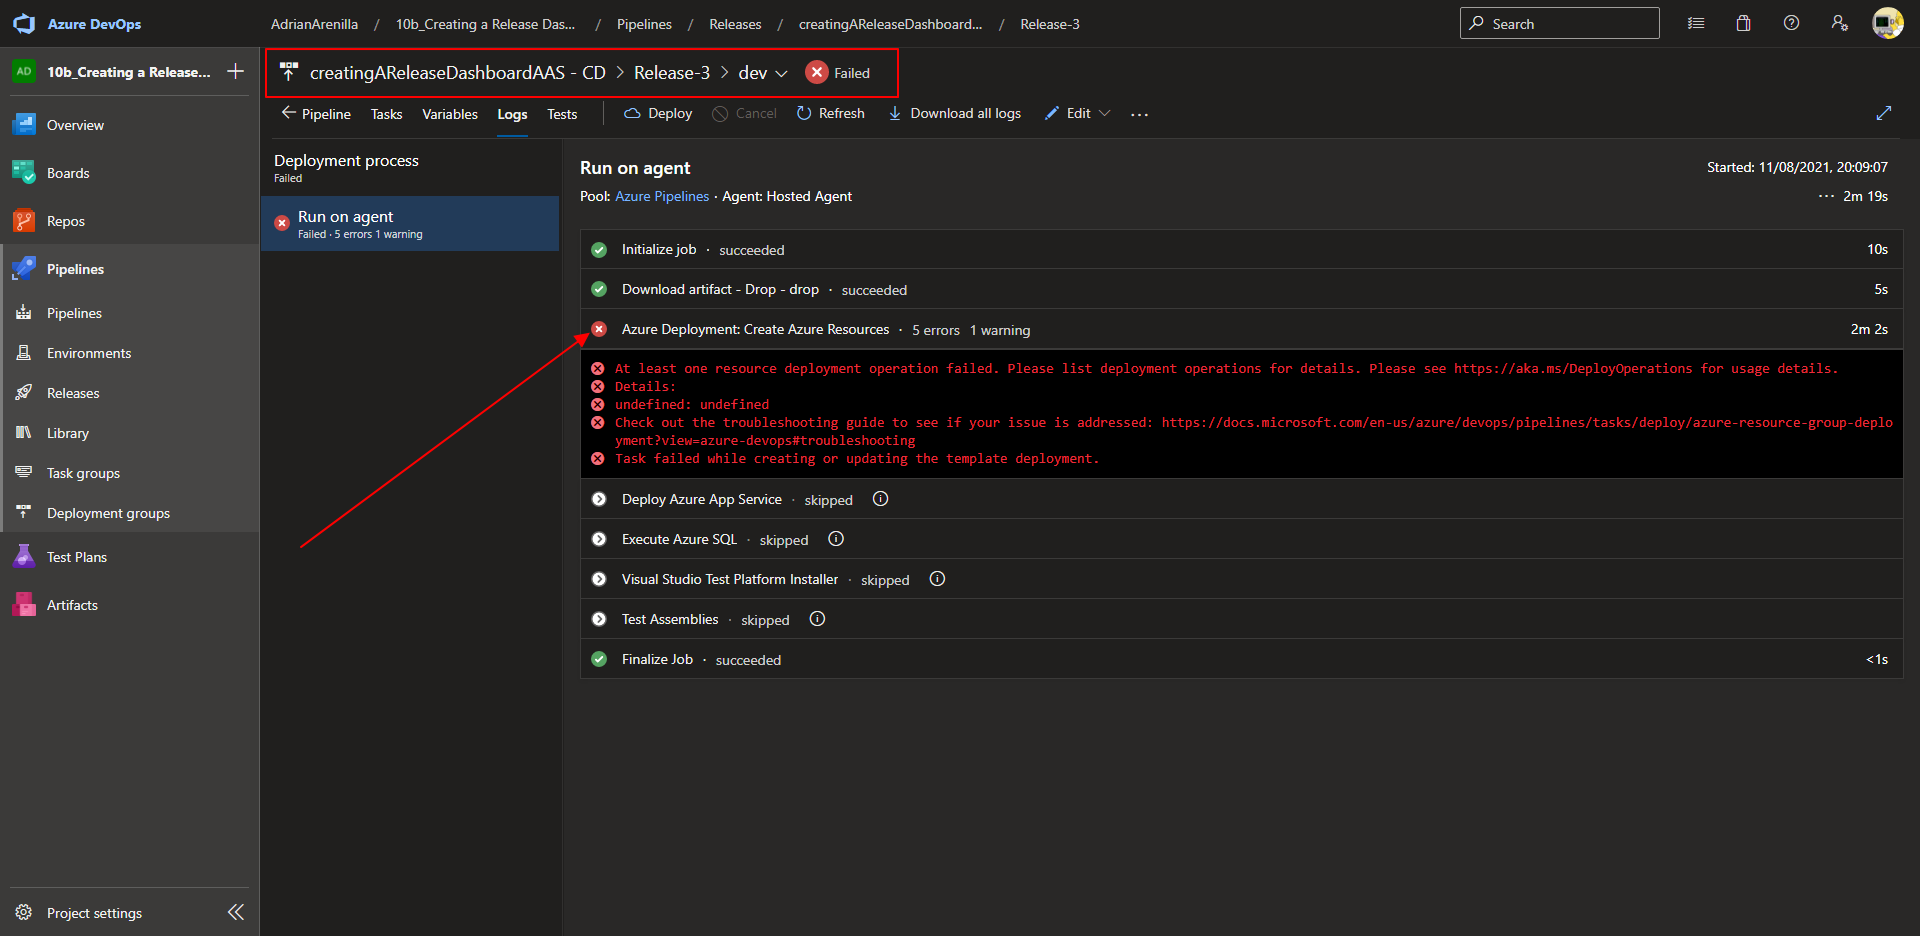 Azure DevOps
AdrianArenilla / 10b_Creating a Release Das... / Pipelines / Releases / creatingAReleaseDashboard... / Release-3
Search
AD 10b_Creating a Release...
Overview
Boards
Repos
Pipelines
Pipelines
Environments
Releases
Library
Task groups
Deployment groups
Test Plans
Artifacts
Project settings
creatingAReleaseDashboardAAS - CD > Release-3 > dev Failed
Pipeline Tasks Variables Logs Tests Deploy Cancel Refresh Download all logs Edit ...
Deployment process
Failed
Run on agent
Failed · 5 errors 1 warning
Run on agent
Started: 11/08/2021, 20:09:07
Pool: Azure Pipelines · Agent: Hosted Agent
... 2m 19s
Initialize job · succeeded 10s
Download artifact - Drop - drop · succeeded 5s
Azure Deployment: Create Azure Resources · 5 errors 1 warning 2m 2s
At least one resource deployment operation failed. Please list deployment operations for details. Please see https://aka.ms/DeployOperations for usage details.
Details:
undefined: undefined
Check out the troubleshooting guide to see if your issue is addressed: https://docs.microsoft.com/en-us/azure/devops/pipelines/tasks/deploy/azure-resource-group-deplo
yment?view=azure-devops#troubleshooting
Task failed while creating or updating the template deployment.
Deploy Azure App Service · skipped
Execute Azure SQL · skipped
Visual Studio Test Platform Installer · skipped
Test Assemblies · skipped
Finalize Job · succeeded <1s